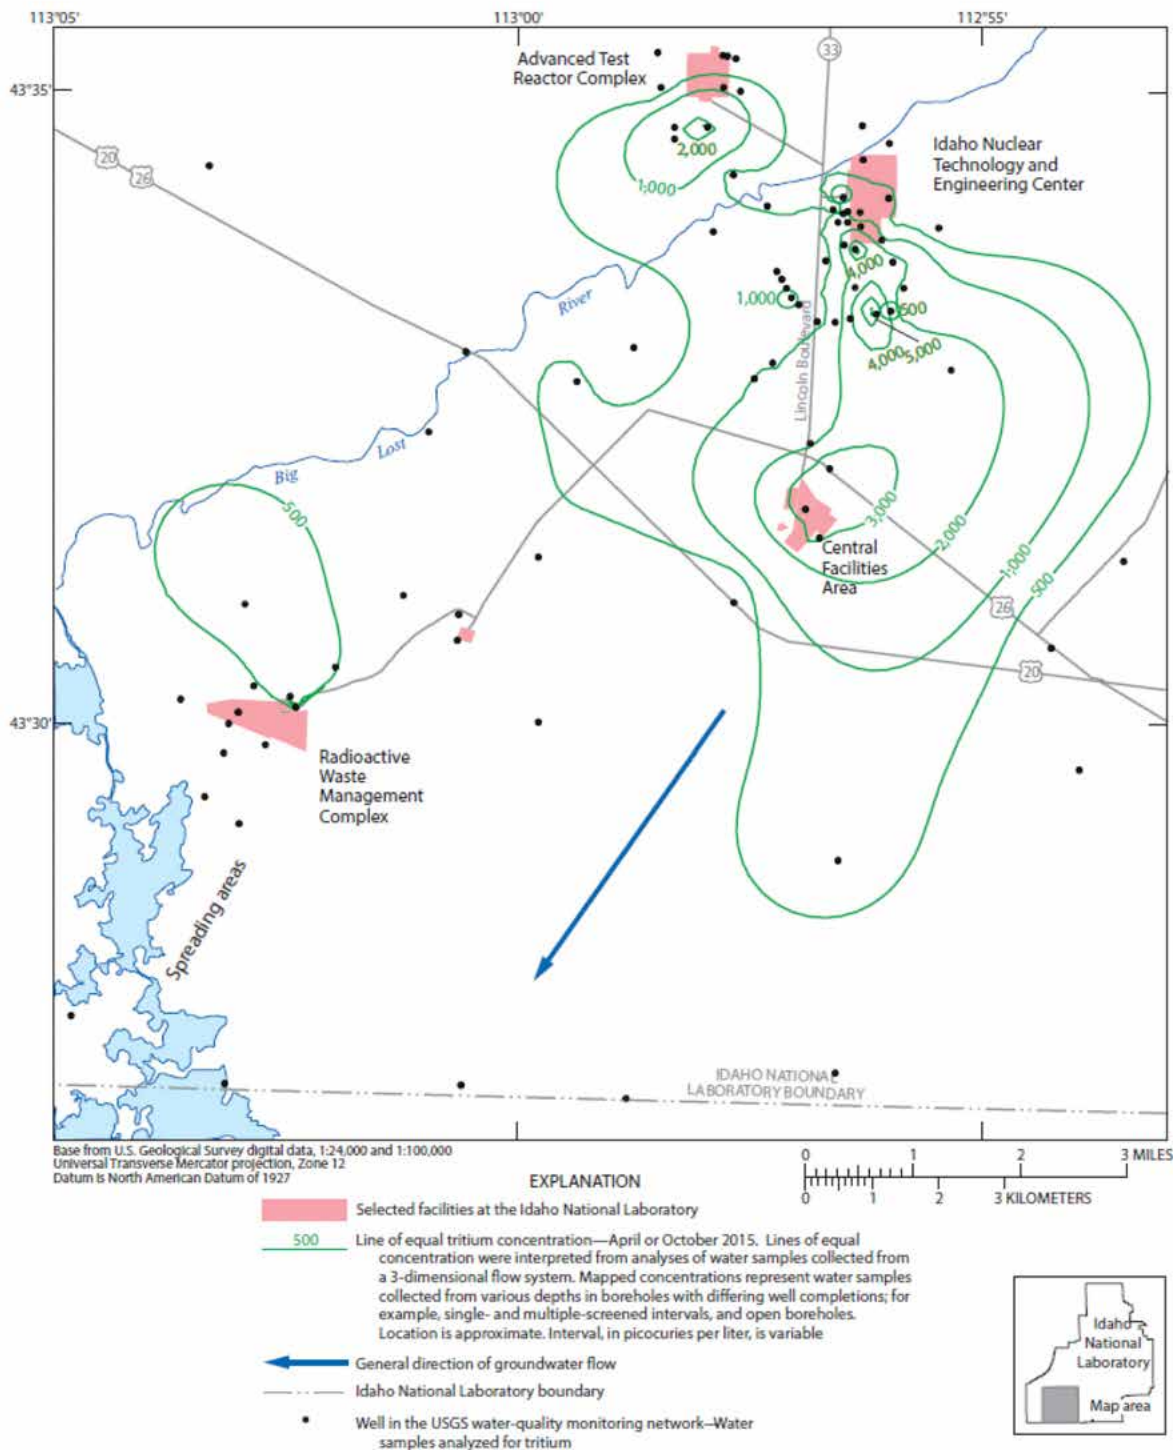 113°05'
113°00'
112°55'
43°35'
43°30'
33
Advanced Test
Reactor Complex
Idaho Nuclear
Technology and
Engineering Center
20
26
2,000
1,000
4,000
1,000
500
4,000
5,000
River
Lincoln Boulevard
Lost
Big
500
3,000
2,000
1,000
500
Central
Facilities
Area
26
20
Radioactive
Waste
Management
Complex
Spreading areas
IDAHO NATIONAL
LABORATORY BOUNDARY
Base from U.S. Geological Survey digital data, 1:24,000 and 1:100,000
Universal Transverse Mercator projection, Zone 12
Datum is North American Datum of 1927
0 1 2 3 MILES
0 1 2 3 KILOMETERS
EXPLANATION
Selected facilities at the Idaho National Laboratory
500
Line of equal tritium concentration—April or October 2015. Lines of equal
concentration were interpreted from analyses of water samples collected from
a 3-dimensional flow system. Mapped concentrations represent water samples
collected from various depths in boreholes with differing well completions; for
example, single- and multiple-screened intervals, and open boreholes.
Location is approximate. Interval, in picocuries per liter, is variable
General direction of groundwater flow
Idaho National Laboratory boundary
Well in the USGS water-quality monitoring network—Water
samples analyzed for tritium
Idaho
National
Laboratory
Map area